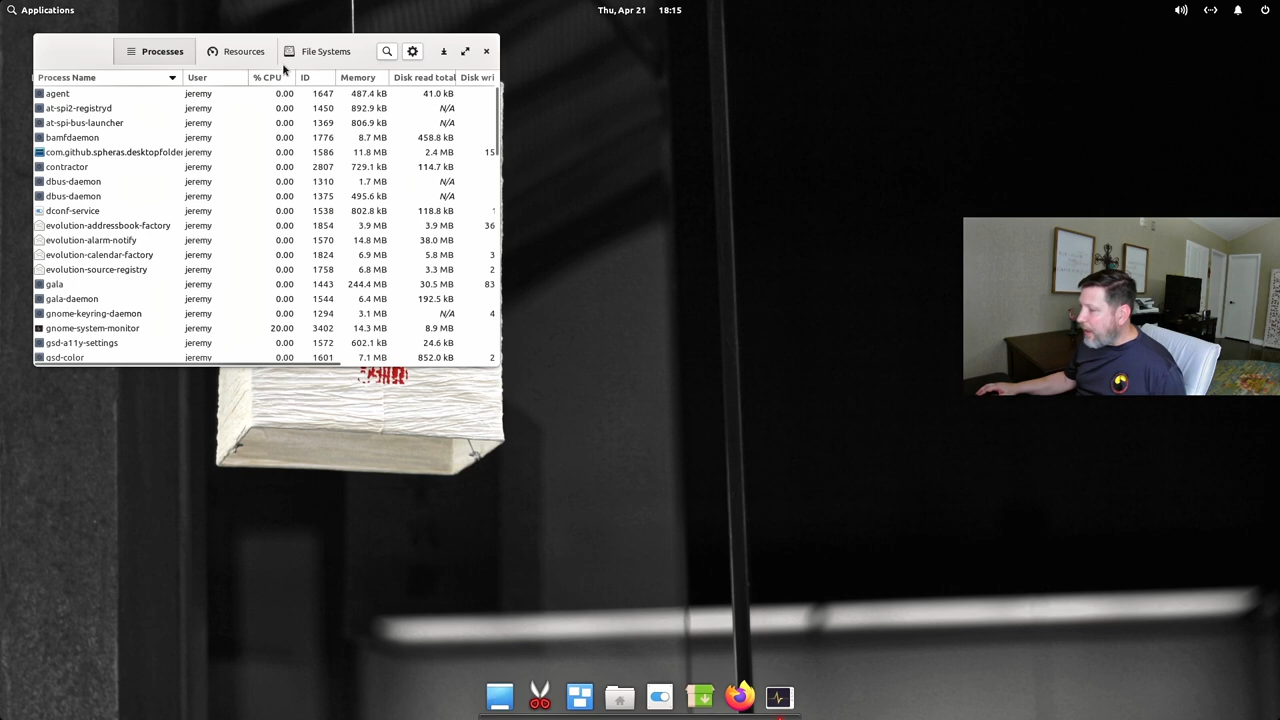 Applications
Thu, Apr 21 18:15
Processes Resources File Systems
Process Name User % CPU ID Memory Disk read total Disk wri
agent jeremy 0.00 1647 487.4 kB 41.0 kB
at-spi2-registryd jeremy 0.00 1450 892.9 kB N/A
at-spi-bus-launcher jeremy 0.00 1369 806.9 kB N/A
bamfdaemon jeremy 0.00 1776 8.7 MB 458.8 kB
com.github.spheras.desktopfolder jeremy 0.00 1586 11.8 MB 2.4 MB 15
contractor jeremy 0.00 2807 729.1 kB 114.7 kB
dbus-daemon jeremy 0.00 1310 1.7 MB N/A
dbus-daemon jeremy 0.00 1375 495.6 kB N/A
dconf-service jeremy 0.00 1538 802.8 kB 118.8 kB 1
evolution-addressbook-factory jeremy 0.00 1854 3.9 MB 3.9 MB 36
evolution-alarm-notify jeremy 0.00 1570 14.8 MB 38.0 MB
evolution-calendar-factory jeremy 0.00 1824 6.9 MB 5.8 MB 3
evolution-source-registry jeremy 0.00 1758 6.8 MB 3.3 MB 2
gala jeremy 0.00 1443 244.4 MB 30.5 MB 83
gala-daemon jeremy 0.00 1544 6.4 MB 192.5 kB
gnome-keyring-daemon jeremy 0.00 1294 3.1 MB N/A 4
gnome-system-monitor jeremy 20.00 3402 14.3 MB 8.9 MB
gsd-a11y-settings jeremy 0.00 1572 602.1 kB 24.6 kB
gsd-color jeremy 0.00 1601 7.1 MB 852.0 kB 2